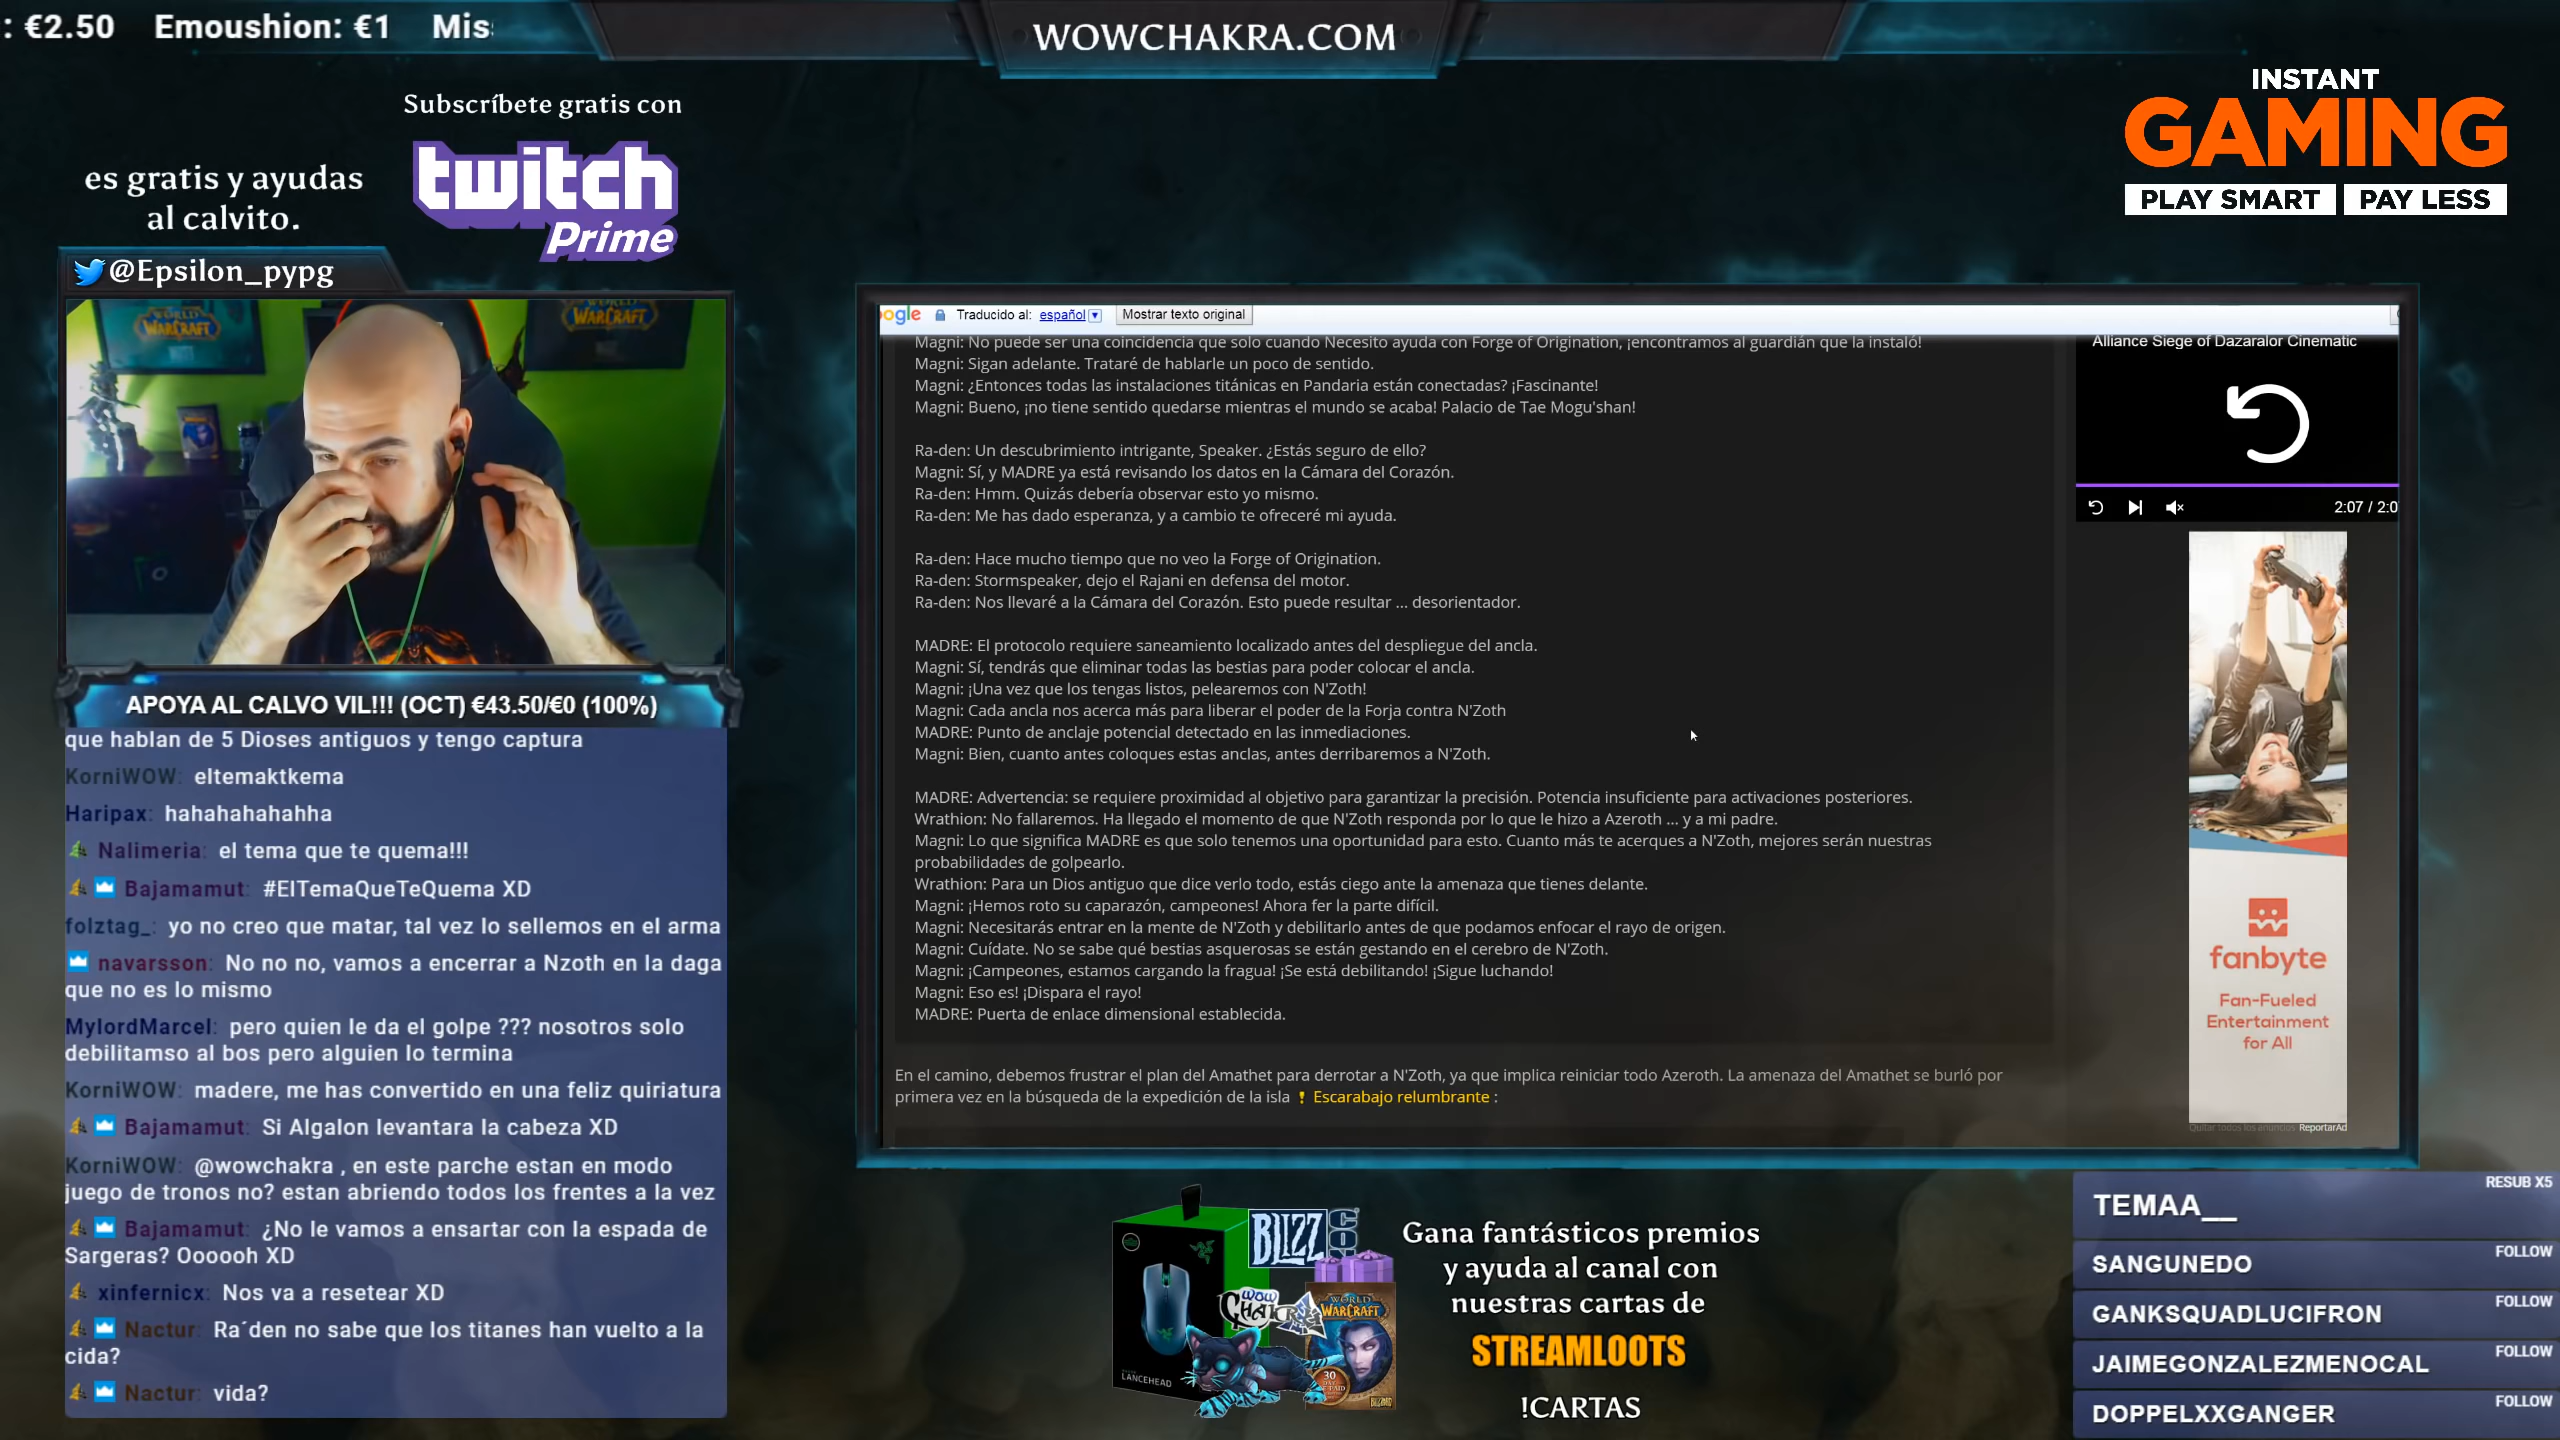 : €2.50 Emoushion: €1 Mis
WOWCHAKRA.COM
Subscríbete gratis con
twitch
Prime
es gratis y ayudas
al calvito.
INSTANT
GAMING
PLAY SMART PAY LESS
@Epsilon_pypg
WORLD
WARCRAFT
WORLD
WARCRAFT
APOYA AL CALVO VIL!!! (OCT) €43.50/€0 (100%)
que hablan de 5 Dioses antiguos y tengo captura
KorniWOW: eltemaktkema
Haripax: hahahahahahha
Nalimeria: el tema que te quema!!!
Bajamamut: #ElTemaQueTeQuema XD
folztag_: yo no creo que matar, tal vez lo sellemos en el arma
navarsson: No no no, vamos a encerrar a Nzoth en la daga
que no es lo mismo
MylordMarcel: pero quien le da el golpe ??? nosotros solo
debilitamso al bos pero alguien lo termina
KorniWOW: madere, me has convertido en una feliz quiriatura
Bajamamut: Si Algalon levantara la cabeza XD
KorniWOW: @wowchakra , en este parche estan en modo
juego de tronos no? estan abriendo todos los frentes a la vez
Bajamamut: ¿No le vamos a ensartar con la espada de
Sargeras? Oooooh XD
xinfernicx: Nos va a resetear XD
Nactur: Ra´den no sabe que los titanes han vuelto a la
cida?
Nactur: vida?
ogle Traducido al: español Mostrar texto original
Magni: No puede ser una coincidencia que solo cuando Necesito ayuda con Forge of Origination, ¡encontramos al guardián que la instaló!
Magni: Sigan adelante. Trataré de hablarle un poco de sentido.
Magni: ¿Entonces todas las instalaciones titánicas en Pandaria están conectadas? ¡Fascinante!
Magni: Bueno, ¡no tiene sentido quedarse mientras el mundo se acaba! Palacio de Tae Mogu'shan!
Ra-den: Un descubrimiento intrigante, Speaker. ¿Estás seguro de ello?
Magni: Sí, y MADRE ya está revisando los datos en la Cámara del Corazón.
Ra-den: Hmm. Quizás debería observar esto yo mismo.
Ra-den: Me has dado esperanza, y a cambio te ofreceré mi ayuda.
Ra-den: Hace mucho tiempo que no veo la Forge of Origination.
Ra-den: Stormspeaker, dejo el Rajani en defensa del motor.
Ra-den: Nos llevaré a la Cámara del Corazón. Esto puede resultar ... desorientador.
MADRE: El protocolo requiere saneamiento localizado antes del despliegue del ancla.
Magni: Sí, tendrás que eliminar todas las bestias para poder colocar el ancla.
Magni: ¡Una vez que los tengas listos, pelearemos con N'Zoth!
Magni: Cada ancla nos acerca más para liberar el poder de la Forja contra N'Zoth
MADRE: Punto de anclaje potencial detectado en las inmediaciones.
Magni: Bien, cuanto antes coloques estas anclas, antes derribaremos a N'Zoth.
MADRE: Advertencia: se requiere proximidad al objetivo para garantizar la precisión. Potencia insuficiente para activaciones posteriores.
Wrathion: No fallaremos. Ha llegado el momento de que N'Zoth responda por lo que le hizo a Azeroth ... y a mi padre.
Magni: Lo que significa MADRE es que solo tenemos una oportunidad para esto. Cuanto más te acerques a N'Zoth, mejores serán nuestras
probabilidades de golpearlo.
Wrathion: Para un Dios antiguo que dice verlo todo, estás ciego ante la amenaza que tienes delante.
Magni: ¡Hemos roto su caparazón, campeones! Ahora fer la parte difícil.
Magni: Necesitarás entrar en la mente de N'Zoth y debilitarlo antes de que podamos enfocar el rayo de origen.
Magni: Cuídate. No se sabe qué bestias asquerosas se están gestando en el cerebro de N'Zoth.
Magni: ¡Campeones, estamos cargando la fragua! ¡Se está debilitando! ¡Sigue luchando!
Magni: Eso es! ¡Dispara el rayo!
MADRE: Puerta de enlace dimensional establecida.
En el camino, debemos frustrar el plan del Amathet para derrotar a N'Zoth, ya que implica reiniciar todo Azeroth. La amenaza del Amathet se burló por
primera vez en la búsqueda de la expedición de la isla ! Escarabajo relumbrante :
Alliance Siege of Dazaralor Cinematic
2:07 / 2:0
fanbyte
Fan-Fueled
Entertainment
for All
Quitar todos los anuncios ReportarAd
BLIZZ
CON
WOW
CHAKRA
LANCEHEAD
WORLD
WARCRAFT
30
BLIZZARD
Gana fantásticos premios
y ayuda al canal con
nuestras cartas de
STREAMLOOTS
!CARTAS
RESUB X5
TEMAA__
FOLLOW
SANGUNEDO
FOLLOW
GANKSQUADLUCIFRON
FOLLOW
JAIMEGONZALEZMENOCAL
FOLLOW
DOPPELXXGANGER